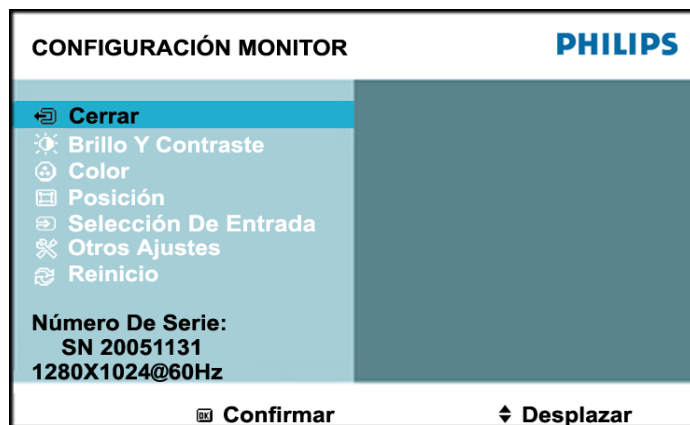 CONFIGURACIÓN MONITOR PHILIPS
Cerrar
Brillo Y Contraste
Color
Posición
Selección De Entrada
Otros Ajustes
Reinicio
Número De Serie:
SN 20051131
1280X1024@60Hz
OK Confirmar Desplazar